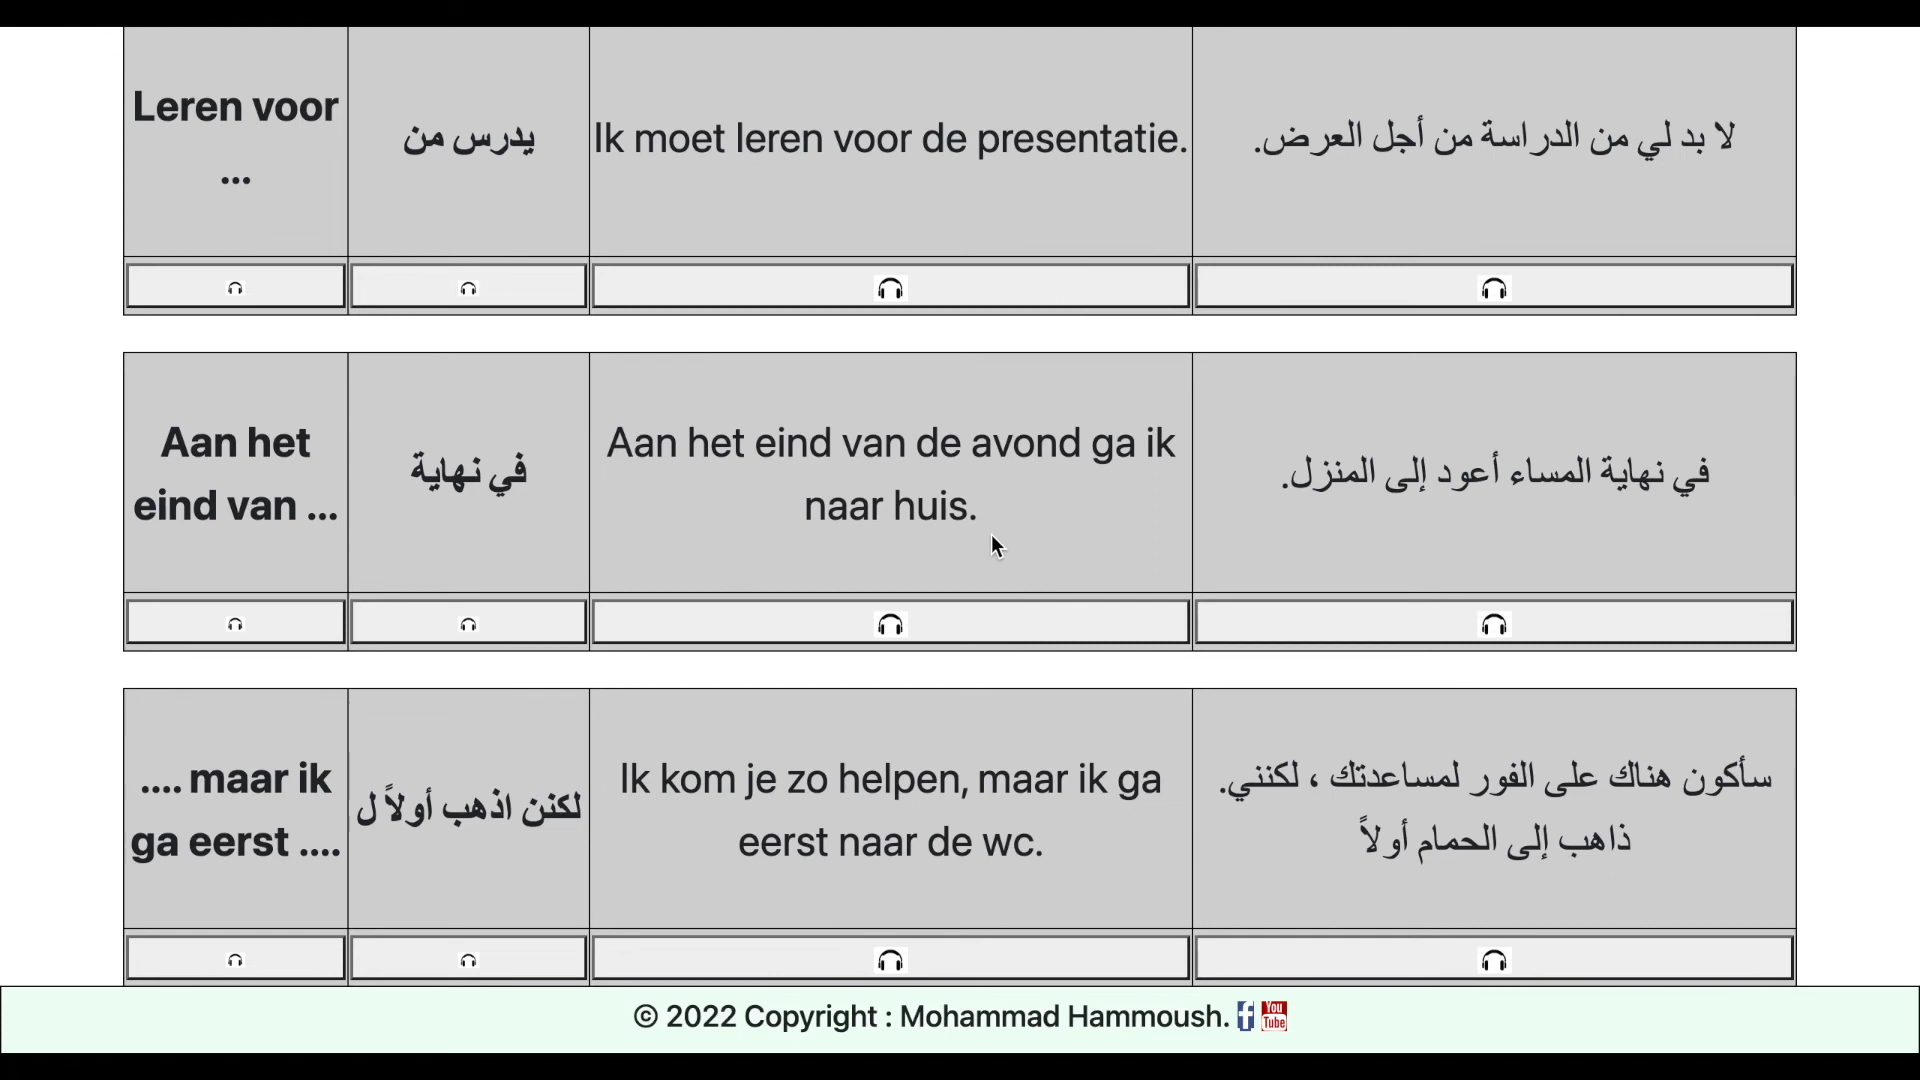 Leren voor
...
يدرس من
Ik moet leren voor de presentatie.
لا بد لي من الدراسة من أجل العرض.
Aan het
eind van ...
في نهاية
Aan het eind van de avond ga ik
naar huis.
في نهاية المساء أعود إلى المنزل.
.... maar ik
ga eerst ....
لكنن اذهب أولاً ل
Ik kom je zo helpen, maar ik ga
eerst naar de wc.
سأكون هناك على الفور لمساعدتك ، لكنني.
ذاهب إلى الحمام أولاً
© 2022 Copyright : Mohammad Hammoush.
You
Tube